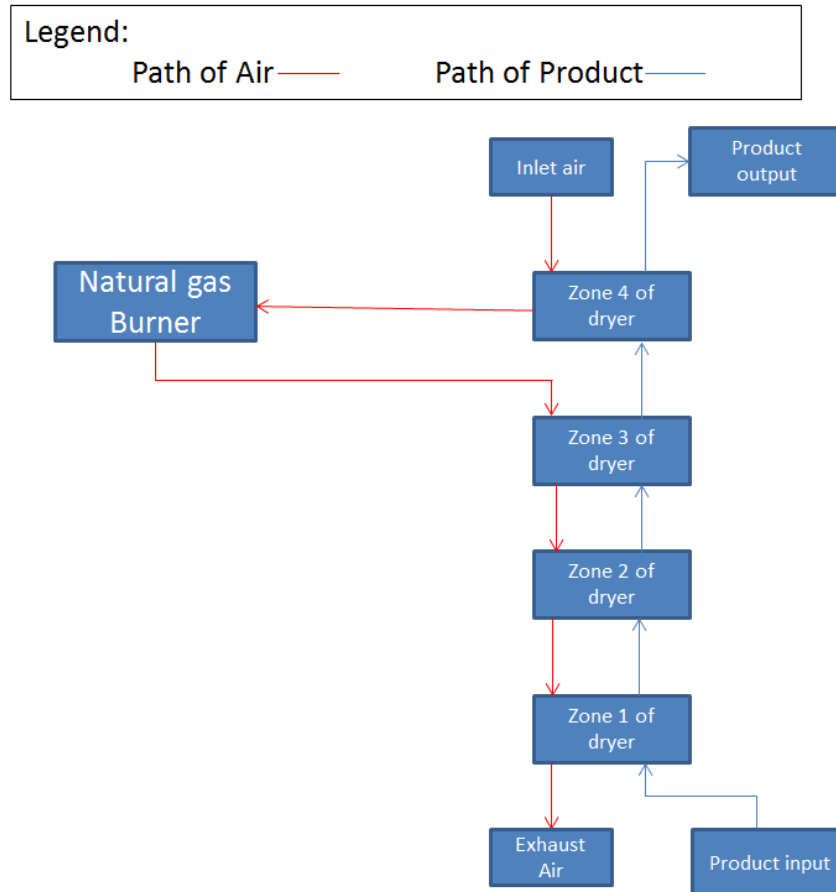 Legend:
Path of Air Path of Product
Inlet air
Product
output
Natural gas
Burner
Zone 4 of
dryer
Zone 3 of
dryer
Zone 2 of
dryer
Zone 1 of
dryer
Exhaust
Air
Product input